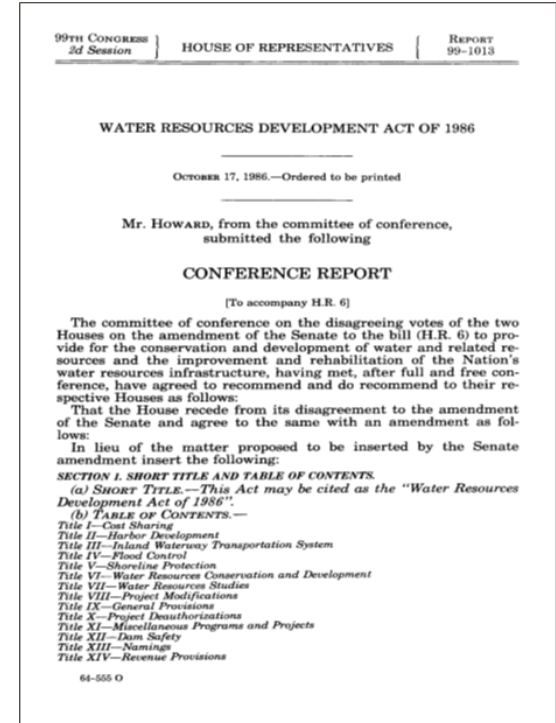 99TH CONGRESS
2d Session
HOUSE OF REPRESENTATIVES
REPORT
99-1013
WATER RESOURCES DEVELOPMENT ACT OF 1986
OCTOBER 17, 1986.—Ordered to be printed
Mr. HOWARD, from the committee of conference,
submitted the following
CONFERENCE REPORT
[To accompany H.R. 6]
The committee of conference on the disagreeing votes of the two
Houses on the amendment of the Senate to the bill (H.R. 6) to pro-
vide for the conservation and development of water and related re-
sources and the improvement and rehabilitation of the Nation's
water resources infrastructure, having met, after full and free con-
ference, have agreed to recommend and do recommend to their re-
spective Houses as follows:
That the House recede from its disagreement to the amendment
of the Senate and agree to the same with an amendment as fol-
lows:
In lieu of the matter proposed to be inserted by the Senate
amendment insert the following:
SECTION 1. SHORT TITLE AND TABLE OF CONTENTS.
(a) SHORT TITLE.—This Act may be cited as the "Water Resources
Development Act of 1986".
(b) TABLE OF CONTENTS.—
Title I—Cost Sharing
Title II—Harbor Development
Title III—Inland Waterway Transportation System
Title IV—Flood Control
Title V—Shoreline Protection
Title VI—Water Resources Conservation and Development
Title VII—Water Resources Studies
Title VIII—Project Modifications
Title IX—General Provisions
Title X—Project Deauthorizations
Title XI—Miscellaneous Programs and Projects
Title XII—Dam Safety
Title XIII—Namings
Title XIV—Revenue Provisions
64-555 O